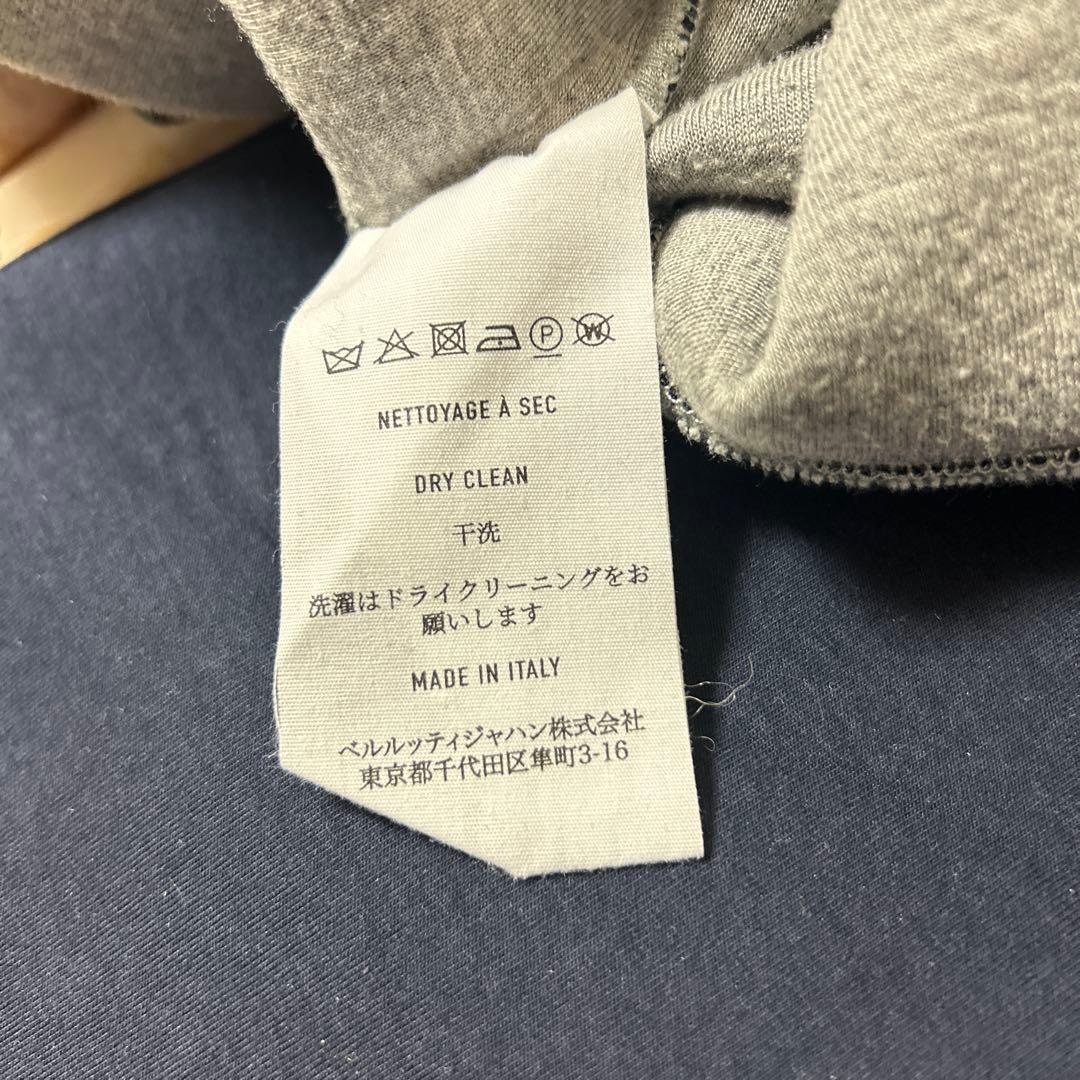 P W
NETTOYAGE À SEC
DRY CLEAN
干洗
洗濯はドライクリーニングをお
願いします
MADE IN ITALY
ベルルッティジャハン株式会社
東京都千代田区隼町3-16